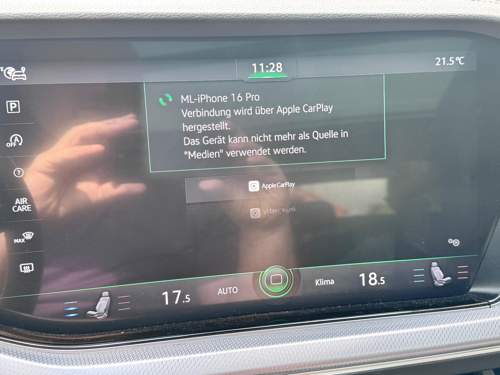 11:28
21.5°C
ML-iPhone 16 Pro
Verbindung wird über Apple CarPlay
hergestellt.
Das Gerät kann nicht mehr als Quelle in
"Medien" verwendet werden.
P
OFF
AIR
CARE
MAX
Apple CarPlay
17.5
AUTO
Klima
18.5